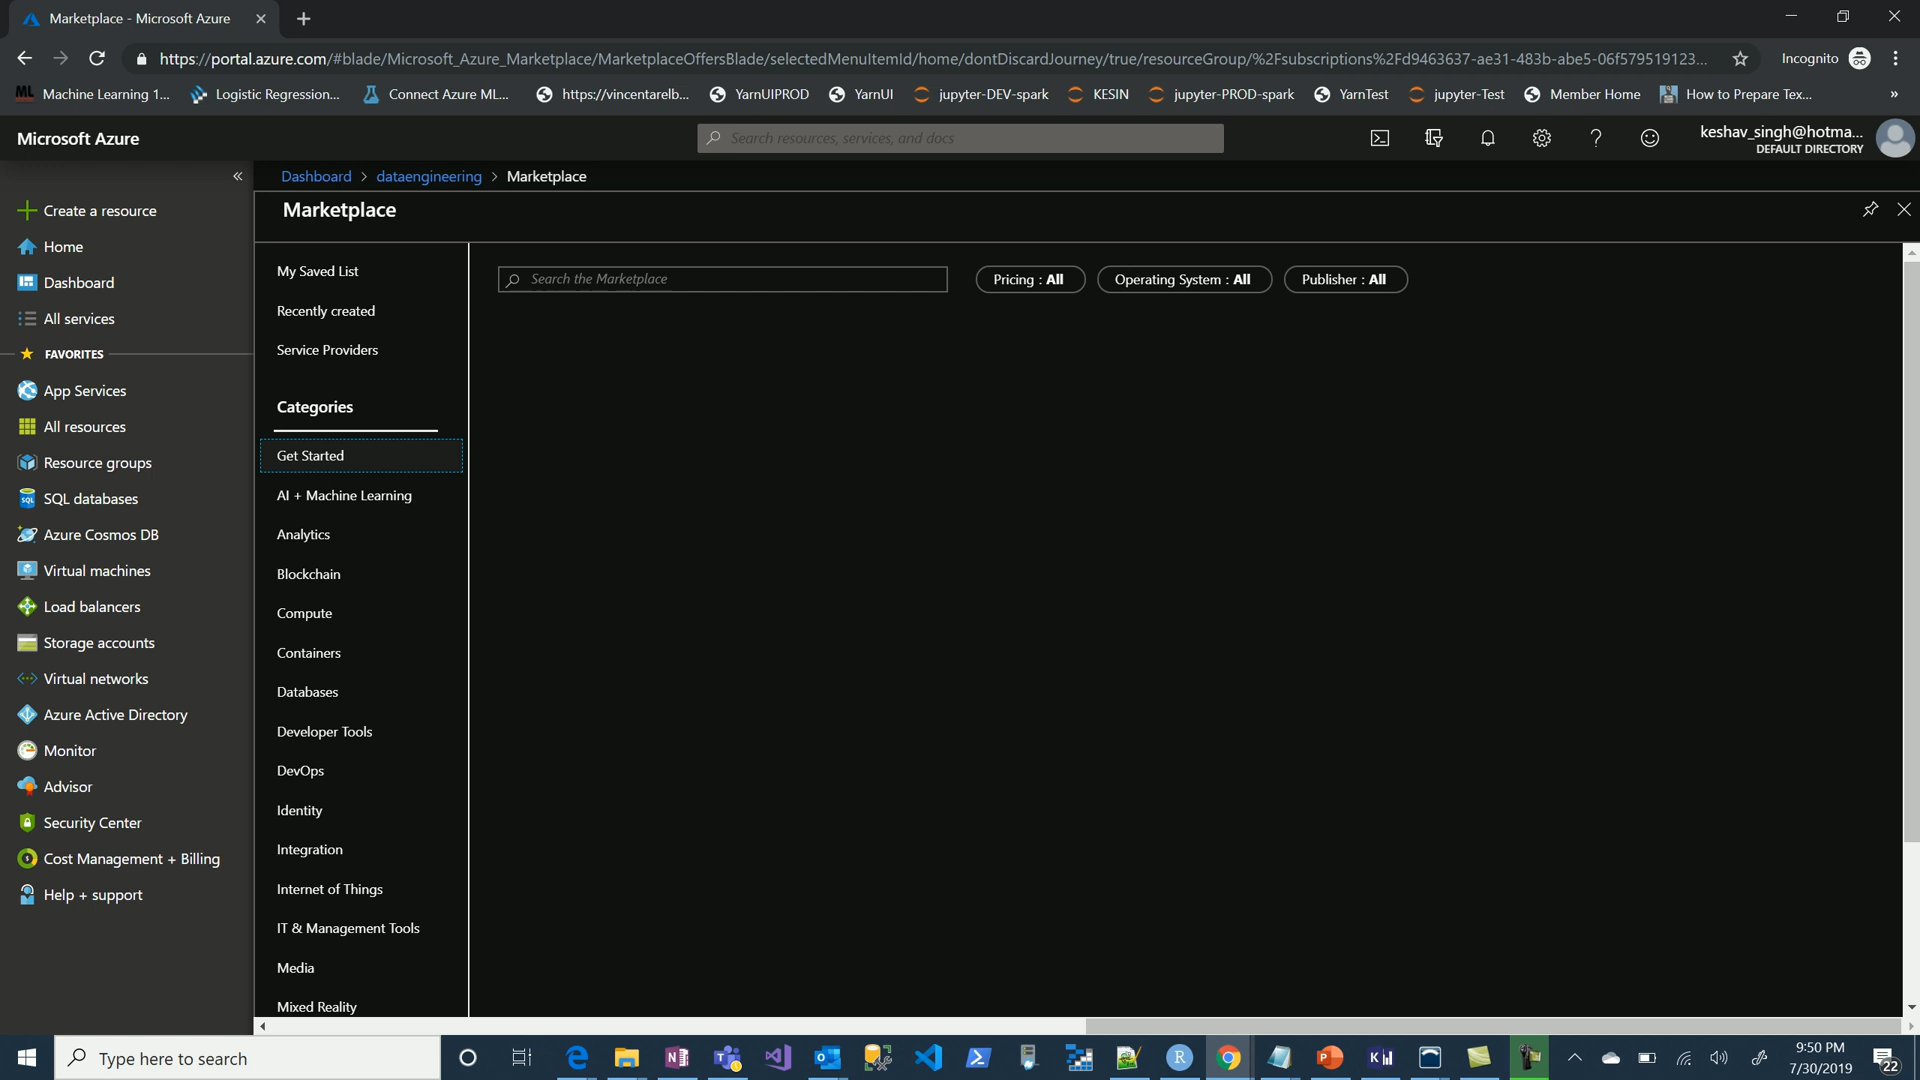 Marketplace - Microsoft Azure
https://portal.azure.com/#blade/Microsoft_Azure_Marketplace/MarketplaceOffersBlade/selectedMenuItemId/home/dontDiscardJourney/true/resourceGroup/%2Fsubscriptions%2Fd9463637-ae31-483b-abe5-06f579519123...
Incognito
ML Machine Learning 1...
Logistic Regression...
Connect Azure ML...
https://vincentarelb...
YarnUIPROD
YarnUI
jupyter-DEV-spark
KESIN
jupyter-PROD-spark
YarnTest
jupyter-Test
Member Home
How to Prepare Tex...
»
Microsoft Azure
Search resources, services, and docs
keshav_singh@hotma...
DEFAULT DIRECTORY
«
Dashboard > dataengineering > Marketplace
Marketplace
Create a resource
Home
Dashboard
All services
FAVORITES
App Services
All resources
Resource groups
SQL databases
Azure Cosmos DB
Virtual machines
Load balancers
Storage accounts
Virtual networks
Azure Active Directory
Monitor
Advisor
Security Center
Cost Management + Billing
Help + support
My Saved List
Recently created
Service Providers
Categories
Get Started
AI + Machine Learning
Analytics
Blockchain
Compute
Containers
Databases
Developer Tools
DevOps
Identity
Integration
Internet of Things
IT & Management Tools
Media
Mixed Reality
Search the Marketplace
Pricing : All
Operating System : All
Publisher : All
Type here to search
9:50 PM
7/30/2019
22